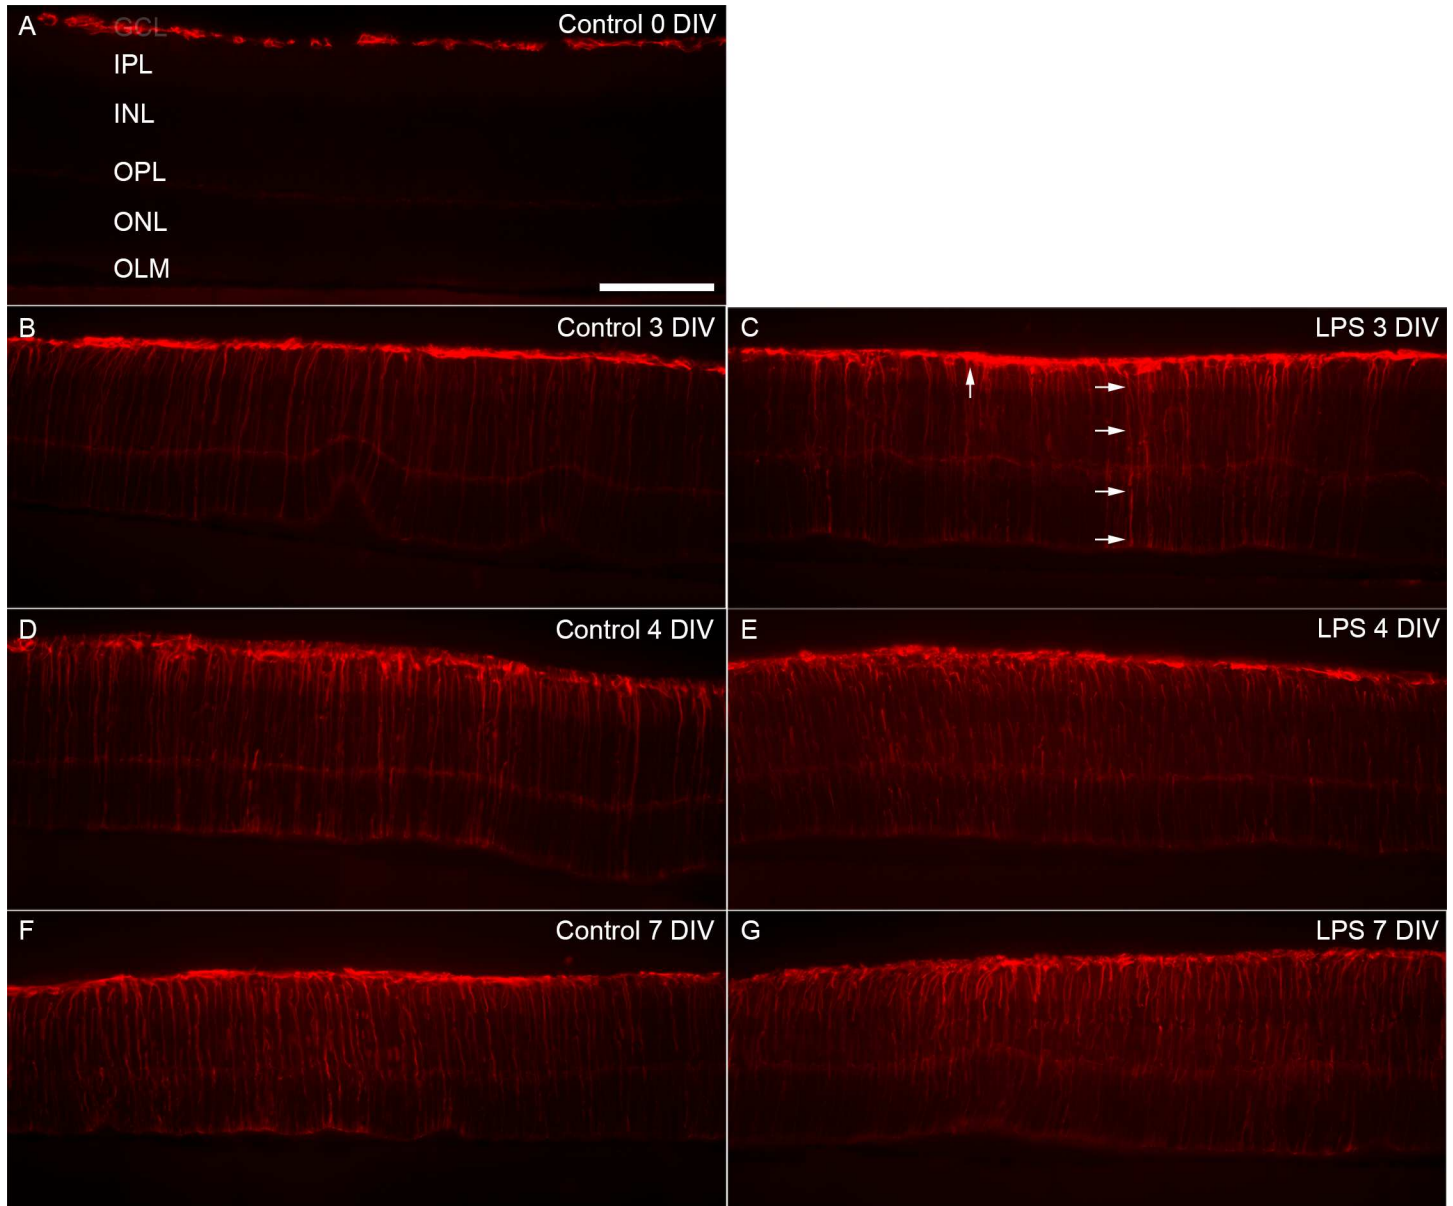 A
Control 0 DIV
GCL
IPL
INL
OPL
ONL
OLM
B
Control 3 DIV
C
LPS 3 DIV
D
Control 4 DIV
E
LPS 4 DIV
F
Control 7 DIV
G
LPS 7 DIV